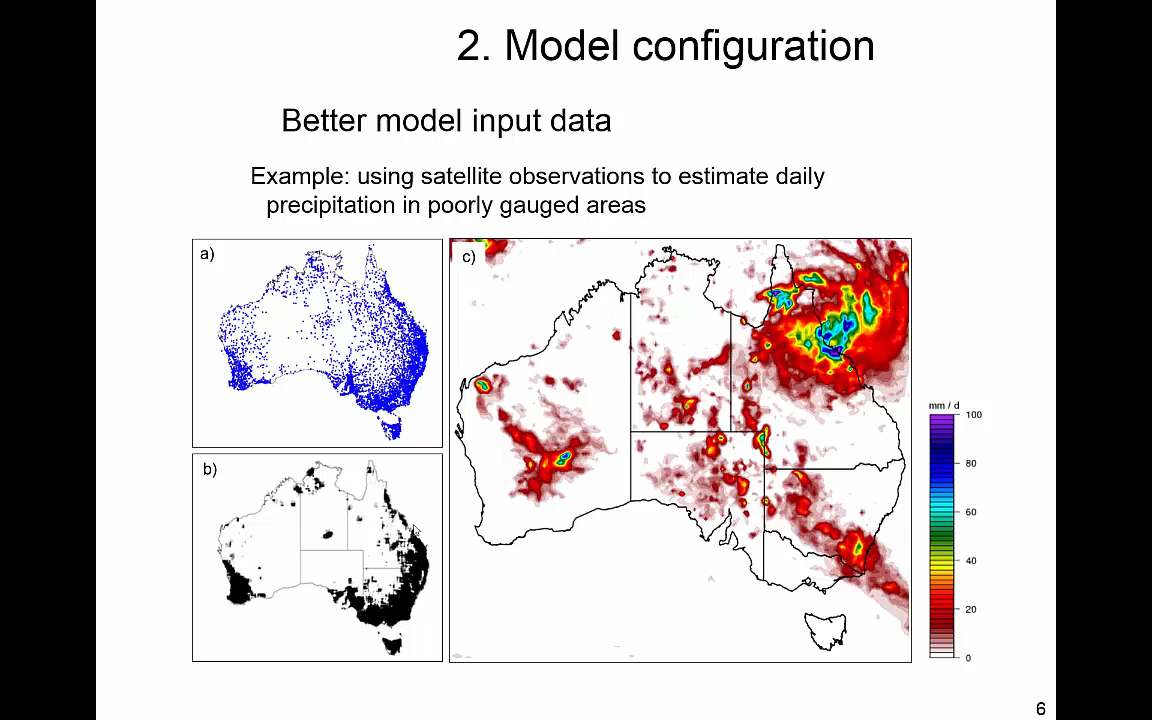 2. Model configuration
Better model input data
Example: using satellite observations to estimate daily
precipitation in poorly gauged areas
a)
b)
c)
mm / d
100
80
60
40
20
0
6